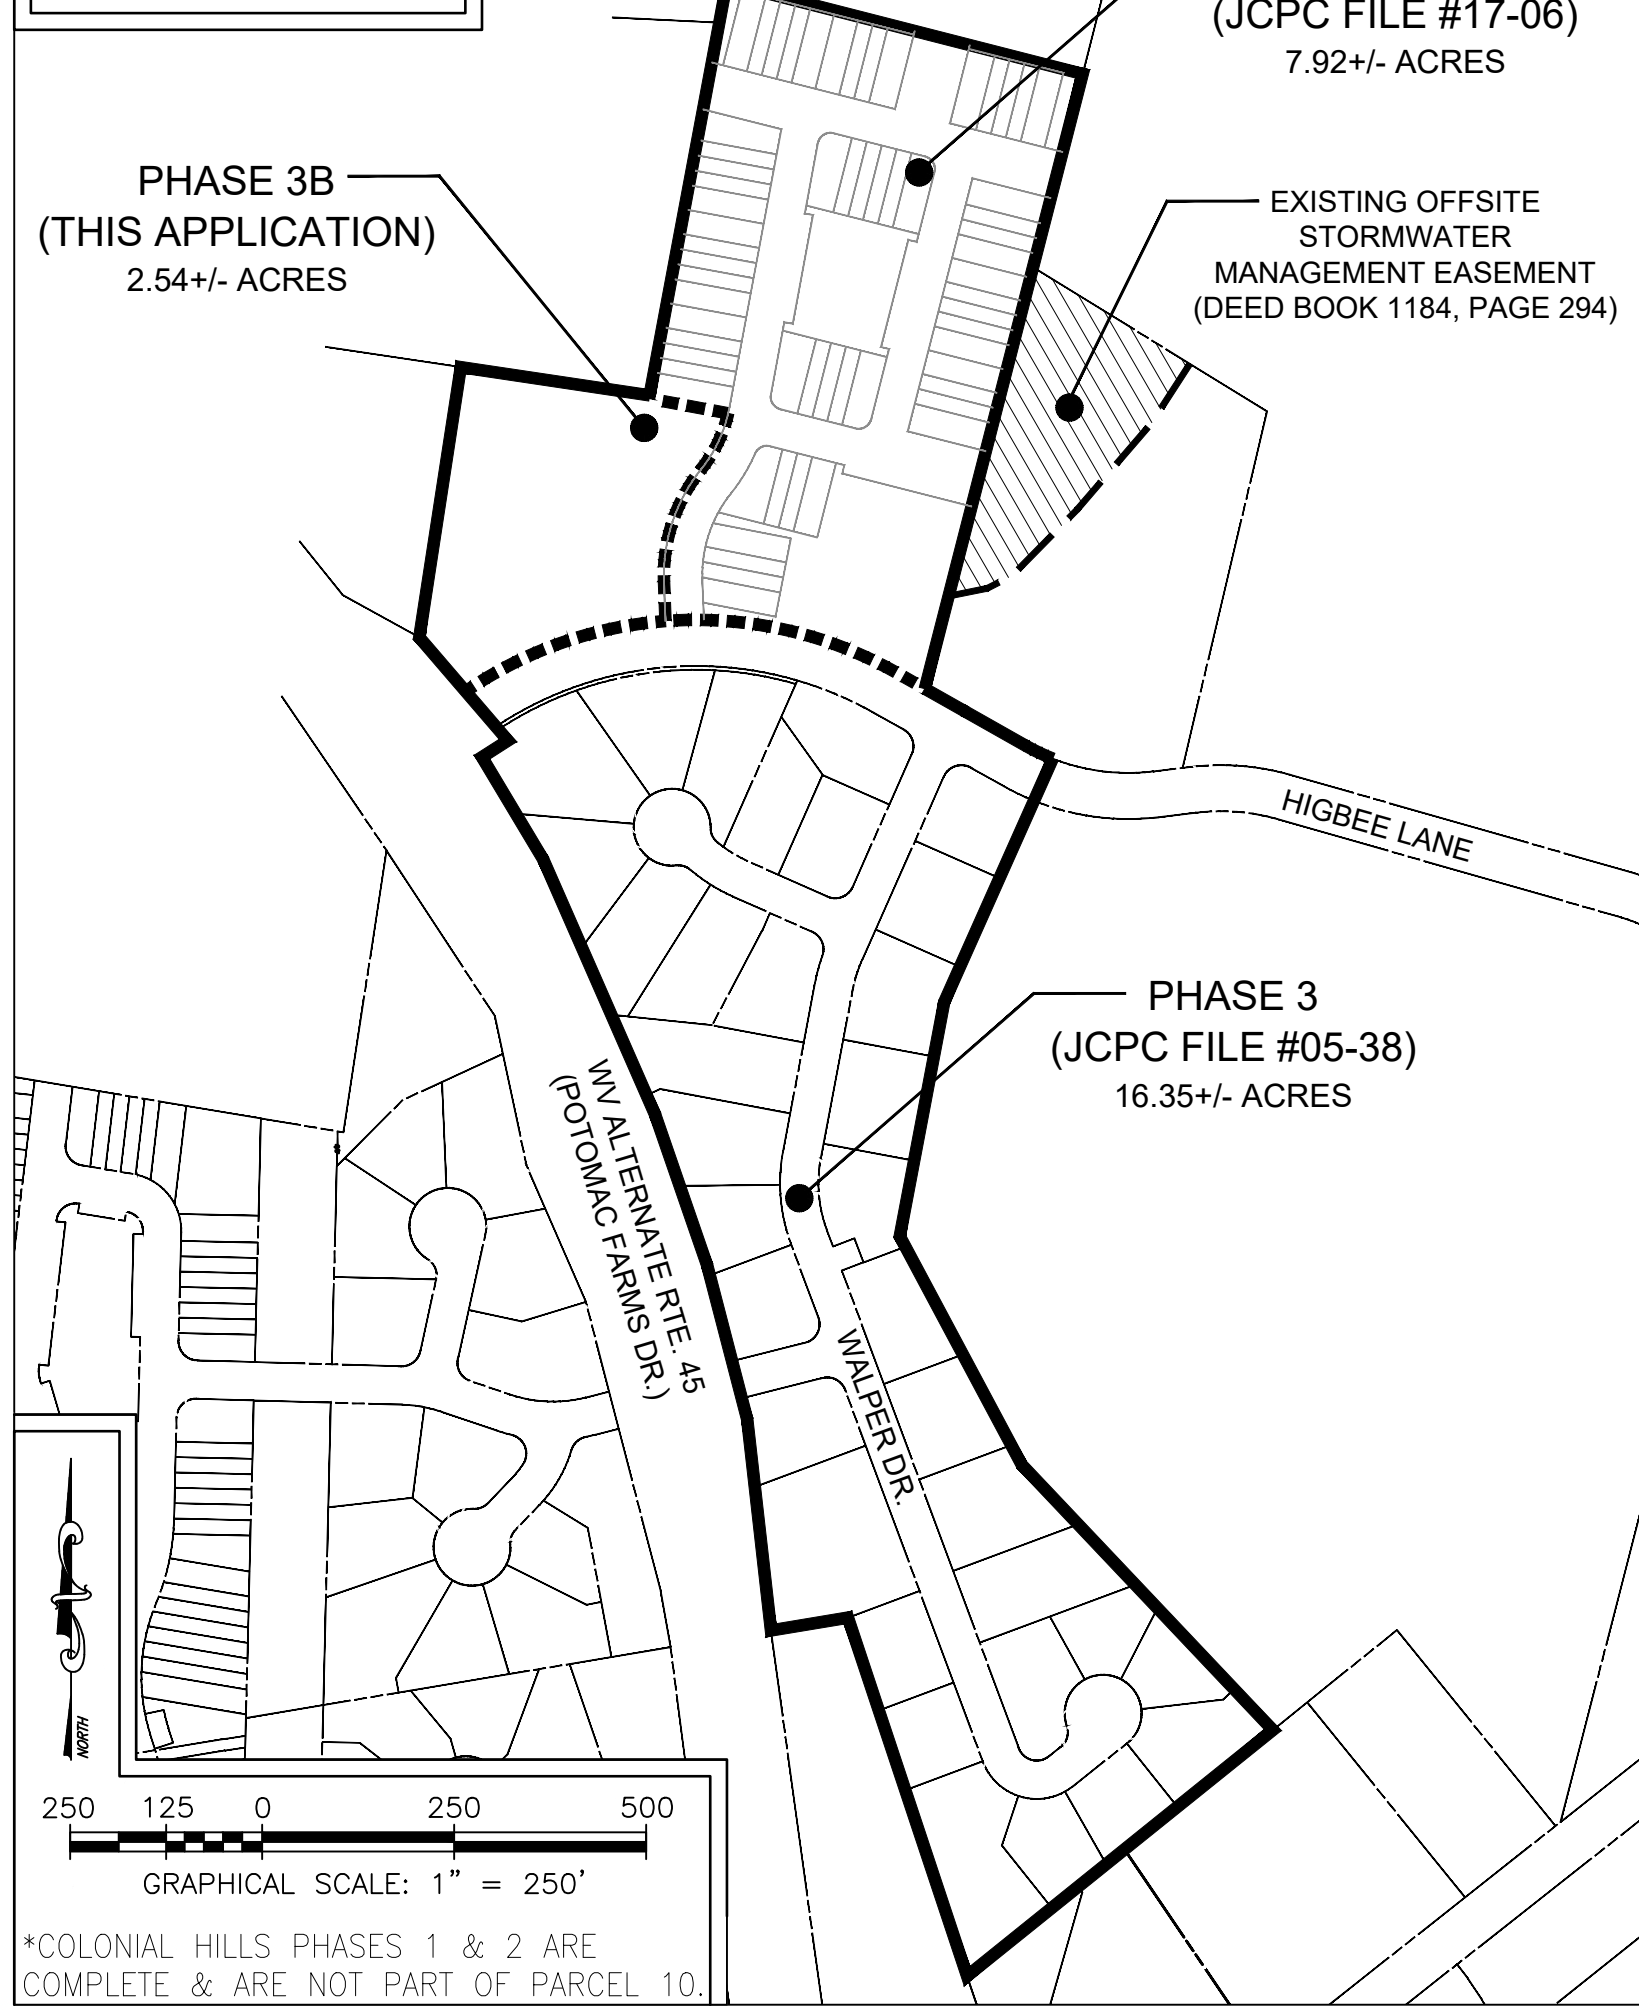 (JCPC FILE #17-06)
7.92+/- ACRES
PHASE 3B
(THIS APPLICATION)
2.54+/- ACRES
EXISTING OFFSITE
STORMWATER
MANAGEMENT EASEMENT
(DEED BOOK 1184, PAGE 294)
HIGBEE LANE
PHASE 3
(JCPC FILE #05-38)
16.35+/- ACRES
WV ALTERNATE RTE. 45
(POTOMAC FARMS DR.)
WALPER DR.
NORTH
250 125 0 250 500
GRAPHICAL SCALE: 1" = 250'
*COLONIAL HILLS PHASES 1 & 2 ARE
COMPLETE & ARE NOT PART OF PARCEL 10.